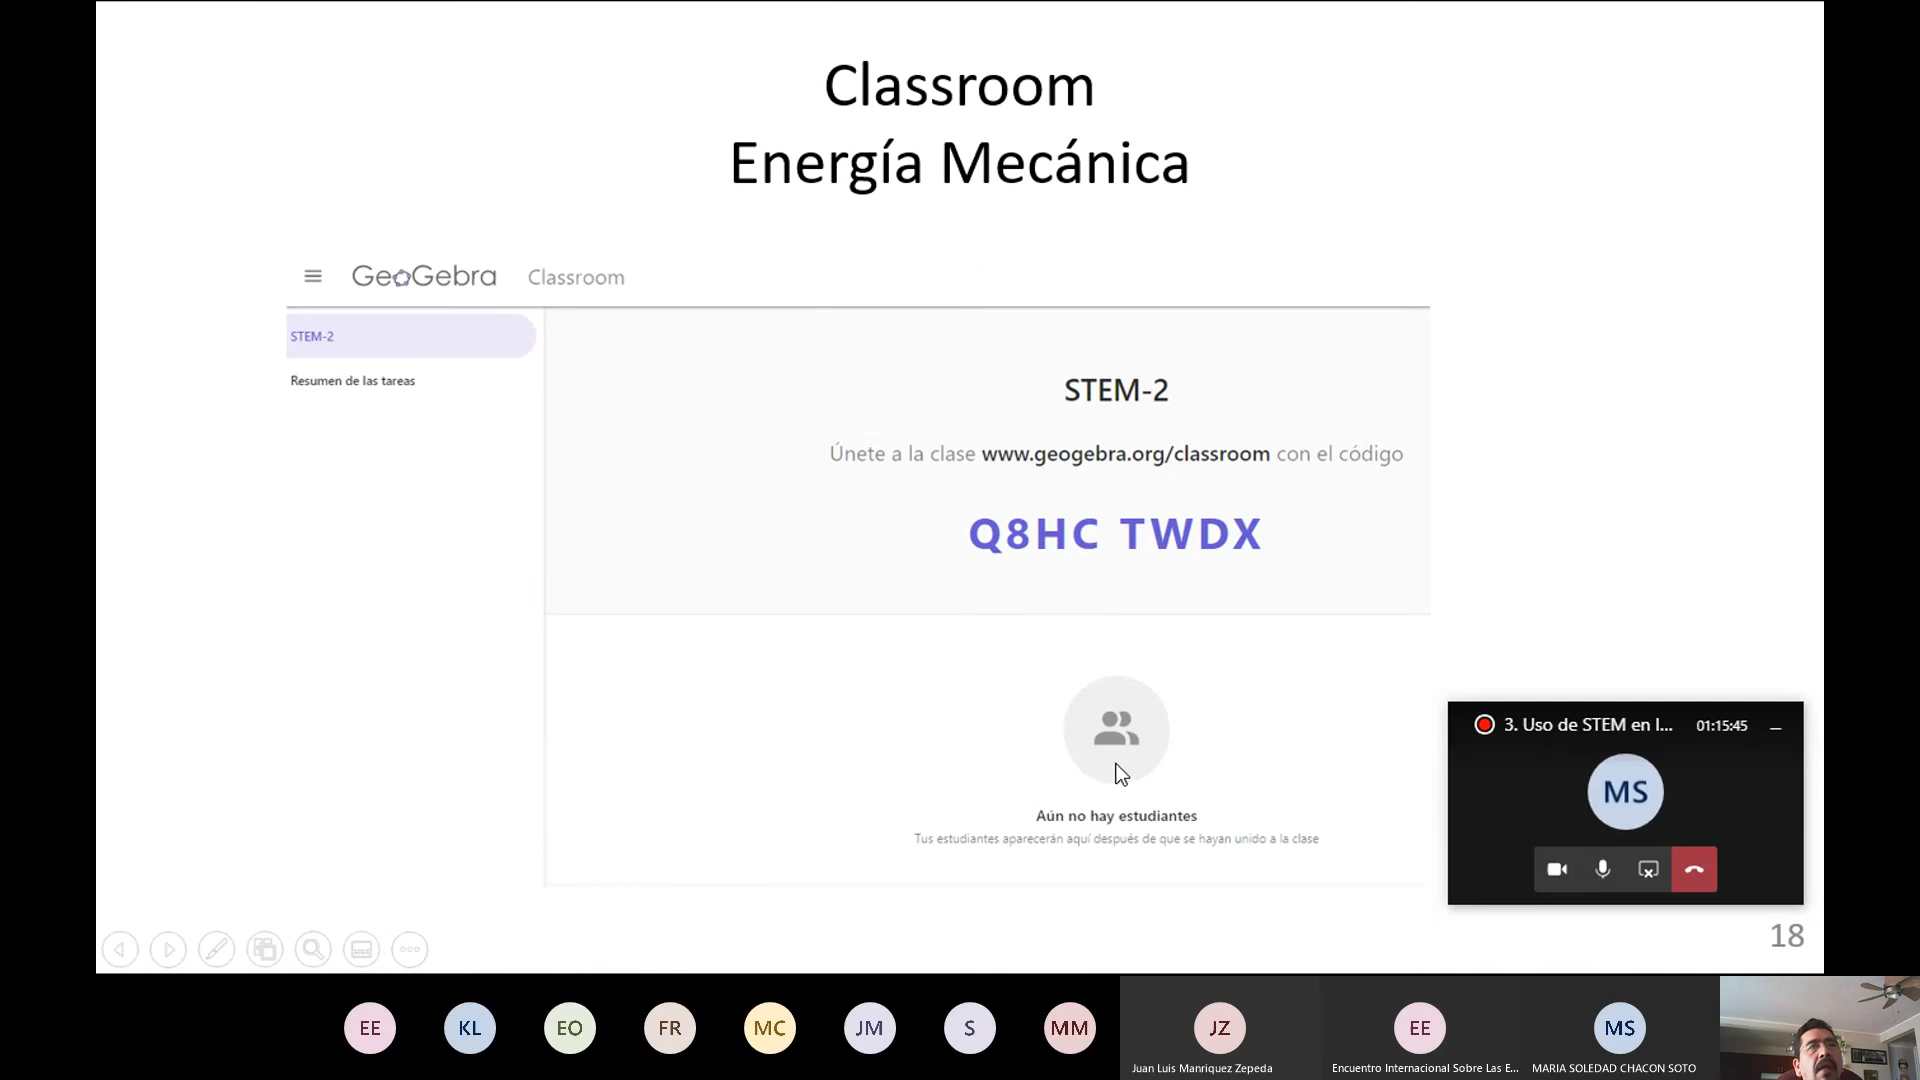 Classroom
Energía Mecánica
GeoGebra Classroom
STEM-2
Resumen de las tareas
STEM-2
Únete a la clase www.geogebra.org/classroom con el código
Q8HC TWDX
Aún no hay estudiantes
Tus estudiantes aparecerán aquí después de que se hayan unido a la clase
3. Uso de STEM en l... 01:15:45
MS
18
EE KL EO FR MC JM S MM JZ EE MS
Juan Luis Manriquez Zepeda Encuentro Internacional Sobre Las E... MARIA SOLEDAD CHACON SOTO